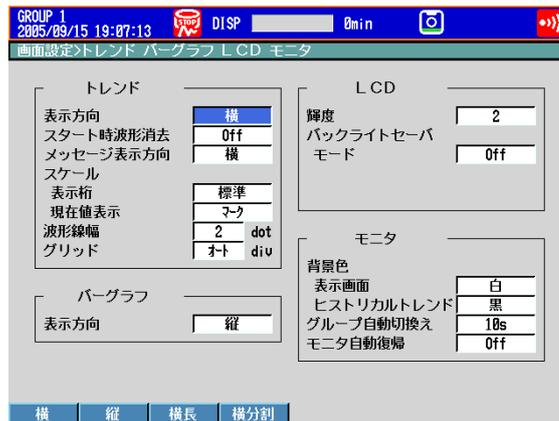 GROUP 1
2005/09/15 19:07:13
STOP
DISP
0min
画面設定>トレンド バーグラフ LCD モニタ
トレンド
表示方向 横
スタート時波形消去 Off
メッセージ表示方向 横
スケール
表示桁 標準
現在値表示 マーク
波形線幅 2 dot
グリッド オート div
バーグラフ
表示方向 縦
LCD
輝度 2
バックライトセーバ
モード Off
モニタ
背景色
表示画面 白
ヒストリカルトレンド 黒
グループ自動切換え 10s
モニタ自動復帰 Off
横 縦 横長 横分割